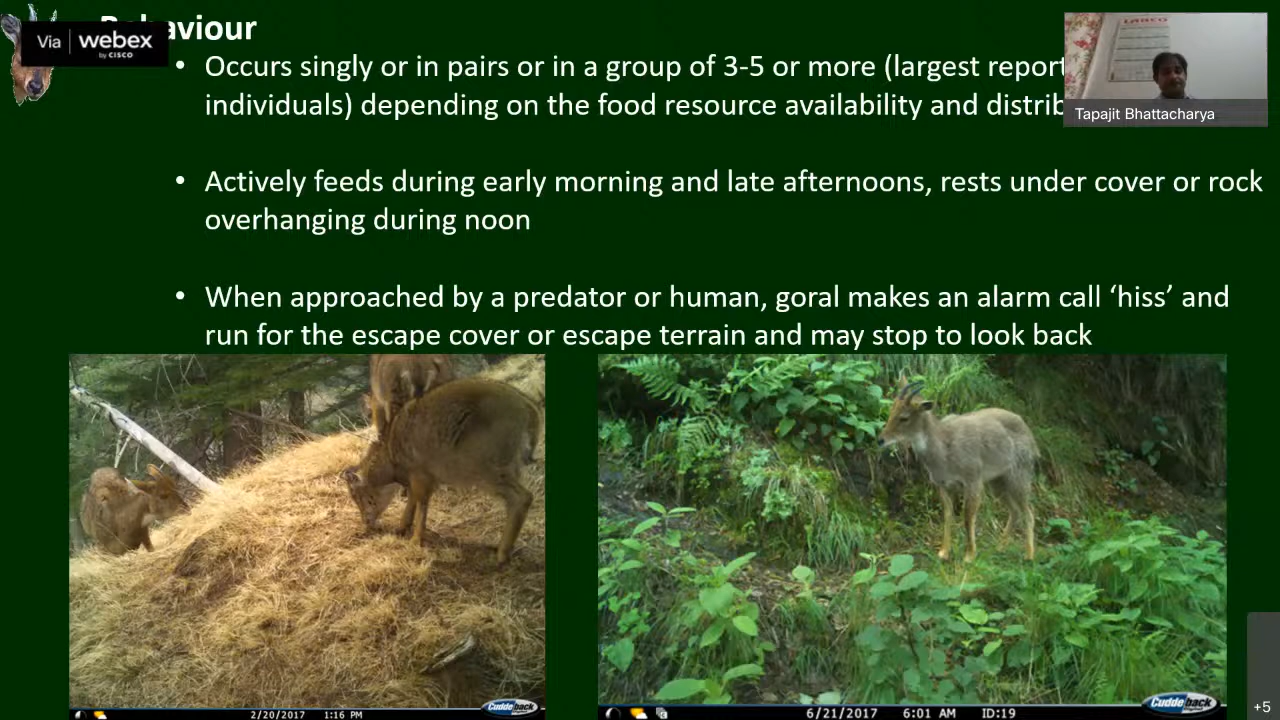 Behaviour
Via webex
by CISCO
• Occurs singly or in pairs or in a group of 3-5 or more (largest
individuals) depending on the food resource availability and
• Actively feeds during early morning and late afternoons, rests under cover or rock
overhanging during noon
• When approached by a predator or human, goral makes an alarm call ‘hiss’ and
run for the escape cover or escape terrain and may stop to look back
Tapajit Bhattacharya
Cuddeback
2/20/2017 1:16 PM
Cuddeback
6/21/2017 6:01 AM ID:19
+5